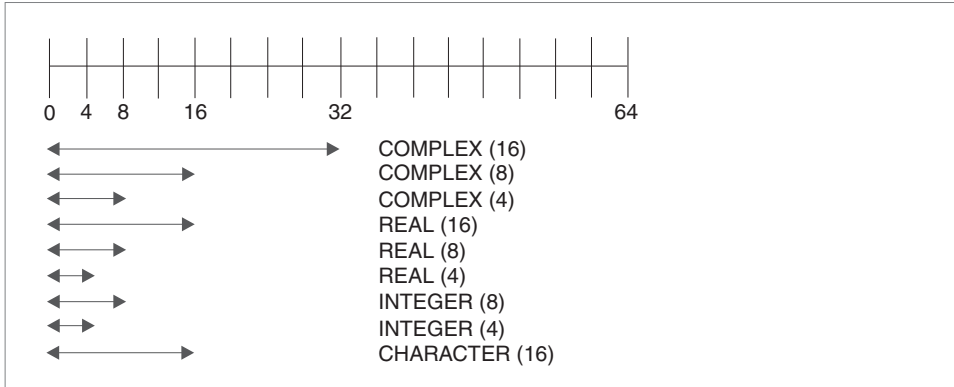 0 4 8 16 32 64
COMPLEX (16)
COMPLEX (8)
COMPLEX (4)
REAL (16)
REAL (8)
REAL (4)
INTEGER (8)
INTEGER (4)
CHARACTER (16)